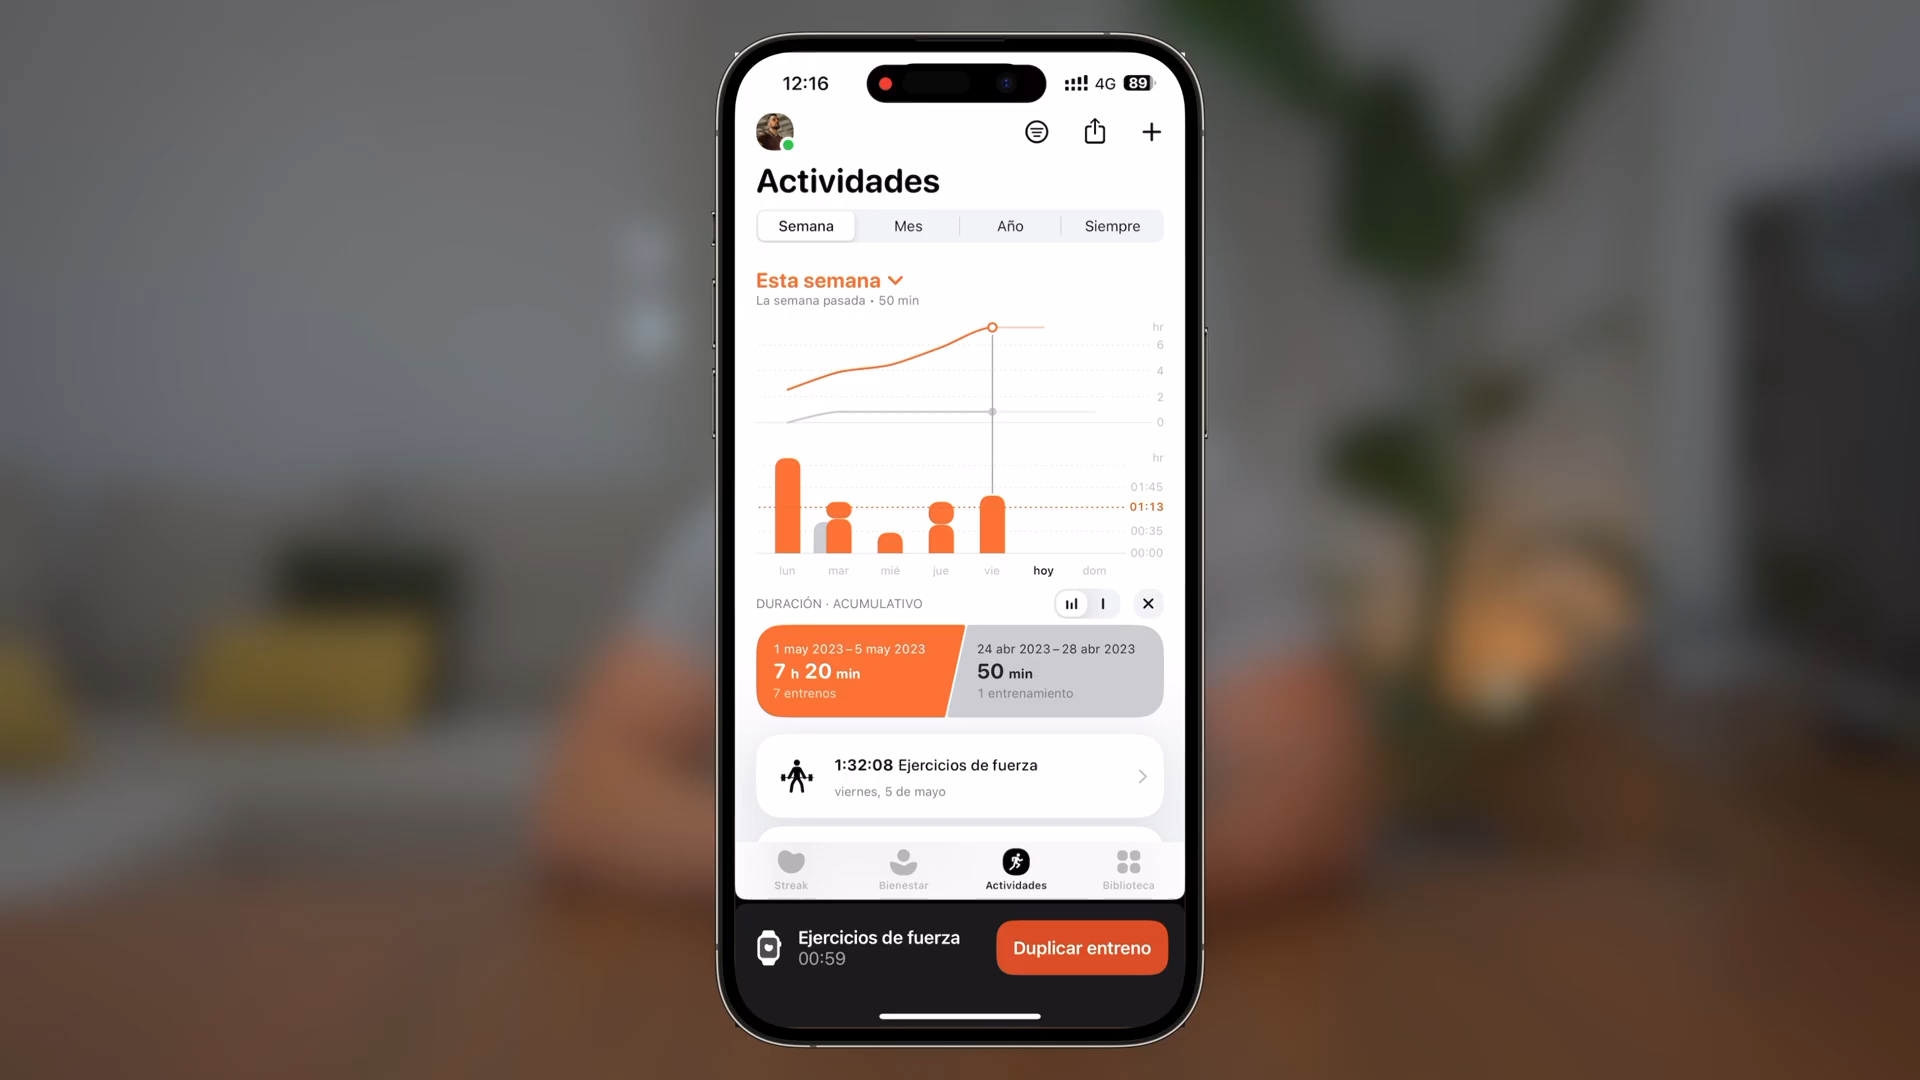 12:16
4G 89
Actividades
Semana Mes Año Siempre
Esta semana
La semana pasada • 50 min
hr
6
4
2
0
hr
01:45
01:13
00:35
00:00
lun mar mié jue vie hoy dom
DURACIÓN · ACUMULATIVO
1 may 2023 – 5 may 2023
7 h 20 min
7 entrenos
24 abr 2023 – 28 abr 2023
50 min
1 entrenamiento
1:32:08 Ejercicios de fuerza
viernes, 5 de mayo
Streak Bienestar Actividades Biblioteca
Ejercicios de fuerza
00:59
Duplicar entreno